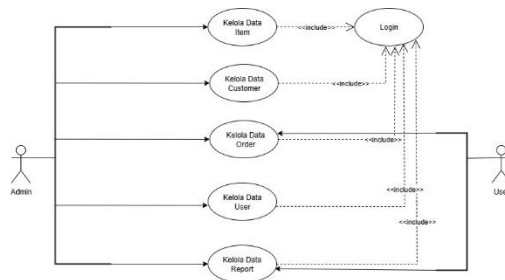 Kelola Data
Item
<<include>>
Login
Kelola Data
Customer
<<include>>
Kelola Data
Order
<<include>>
Admin
User
Kelola Data
User
<<include>>
Kelola Data
Report
<<include>>